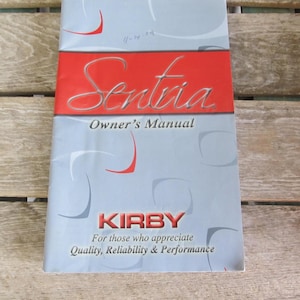 Sentria
Owner's Manual
KIRBY
For those who appreciate
Quality, Reliability & Performance